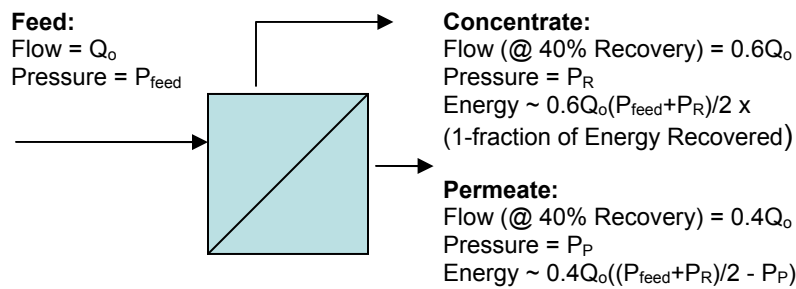 Feed:
Flow = Qo
Pressure = Pfeed
Concentrate:
Flow (@ 40% Recovery) = 0.6Qo
Pressure = PR
Energy ~ 0.6Qo(Pfeed+PR)/2 x
(1-fraction of Energy Recovered)
Permeate:
Flow (@ 40% Recovery) = 0.4Qo
Pressure = PP
Energy ~ 0.4Qo((Pfeed+PR)/2 - PP)